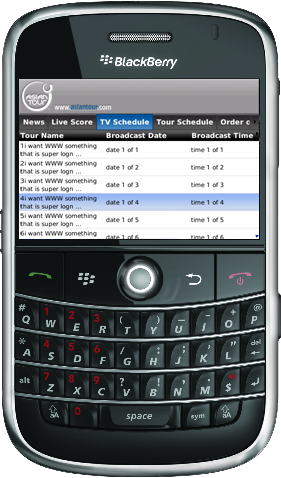 BlackBerry
ASIAN
TOUR
www.asiantour.com
News Live Score TV Schedule Tour Schedule Order o
Tour Name Broadcast Date Broadcast Time
1i want WWW something
that is super logn ... date 1 of 1 time 1 of 1
2i want WWW something
that is super logn ... date 1 of 2 time 1 of 2
3i want WWW something
that is super logn ... date 1 of 3 time 1 of 3
4i want WWW something
that is super logn ... date 1 of 4 time 1 of 4
5i want WWW something
that is super logn ... date 1 of 5 time 1 of 5
6i want WWW something date 1 of 6 time 1 of 6
# 1 2 3 ( ) _ - + @
Q W E R T Y U I O P
* 4 5 6 / : ; ' " del
A S D F G H J K L
alt 7 8 9 ? ! , . $
Z X C V B N M
aA 0 space sym aA